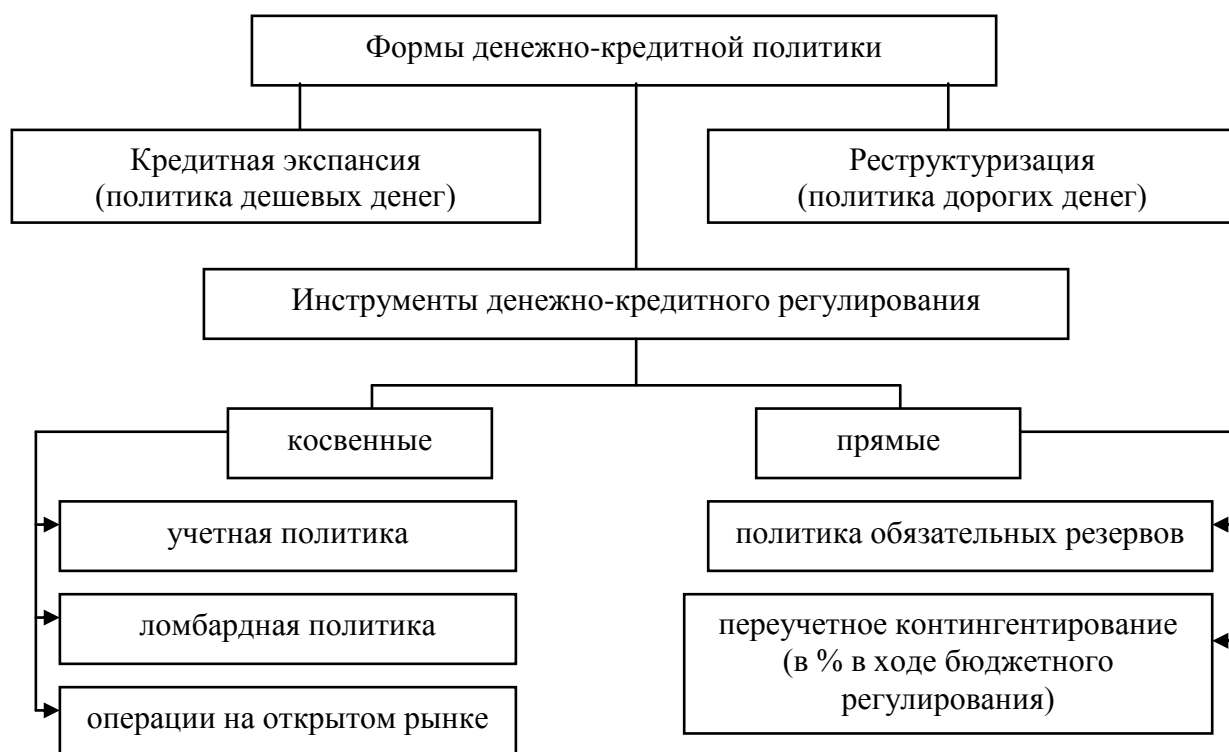 Формы денежно-кредитной политики
Кредитная экспансия
(политика дешевых денег)
Реструктуризация
(политика дорогих денег)
Инструменты денежно-кредитного регулирования
косвенные
прямые
учетная политика
ломбардная политика
операции на открытом рынке
политика обязательных резервов
переучетное контингентирование
(в % в ходе бюджетного
регулирования)